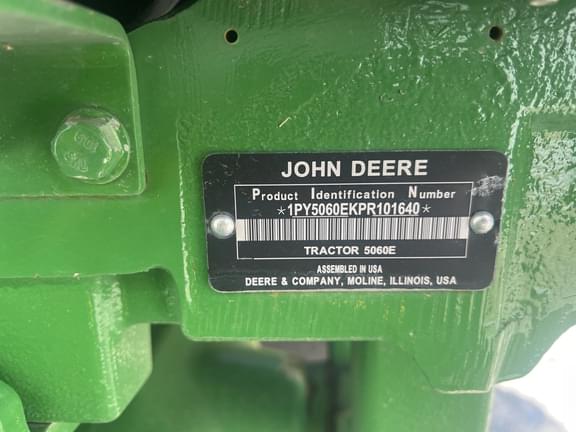 JOHN DEERE
Product Identification Number
*1PY5060EKPR101640*
TRACTOR 5060E
ASSEMBLED IN USA
DEERE & COMPANY, MOLINE, ILLINOIS, USA